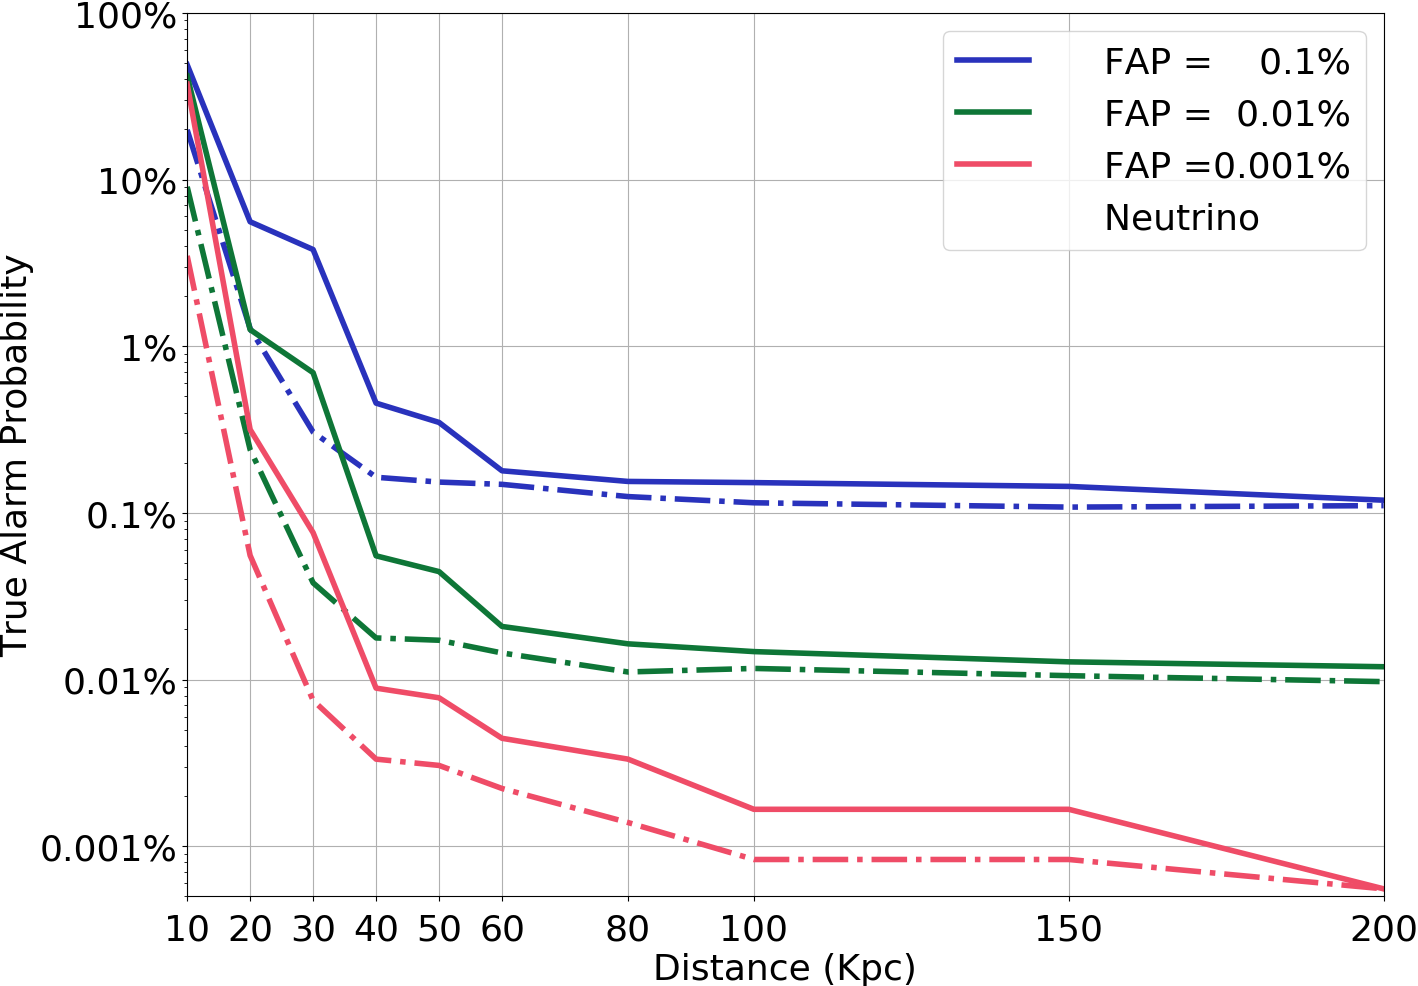 100%
10%
1%
0.1%
0.01%
0.001%
True Alarm Probability
FAP = 0.1%
FAP = 0.01%
FAP =0.001%
Neutrino
10 20 30 40 50 60 80 100 150 200
Distance (Kpc)